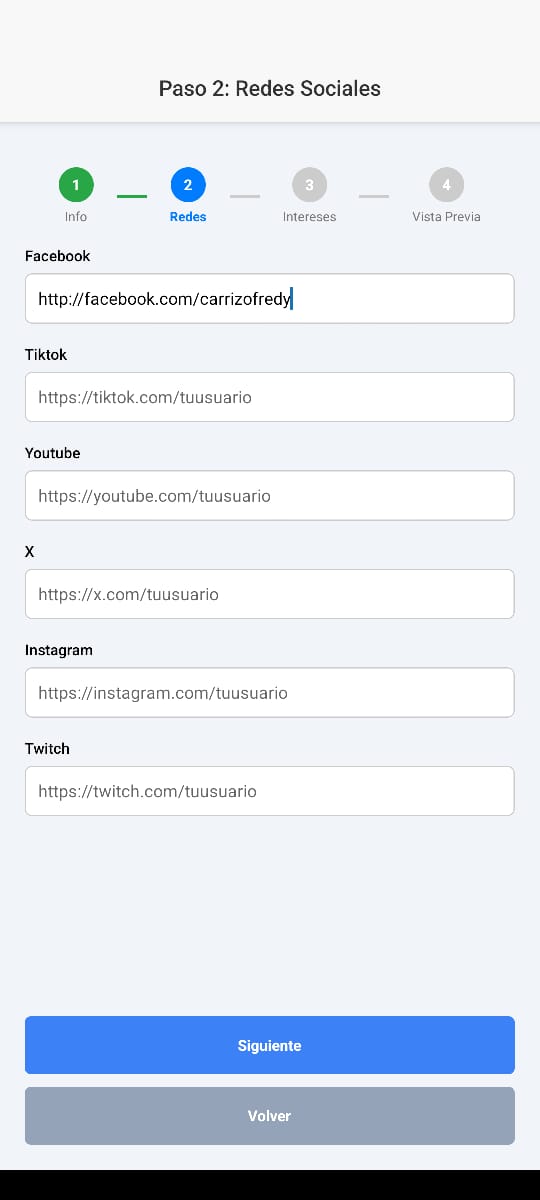 Paso 2: Redes Sociales
1 2 3 4
Info Redes Intereses Vista Previa
Facebook
http://facebook.com/carrizofredy
Tiktok
https://tiktok.com/tuusuario
Youtube
https://youtube.com/tuusuario
X
https://x.com/tuusuario
Instagram
https://instagram.com/tuusuario
Twitch
https://twitch.com/tuusuario
Siguiente
Volver